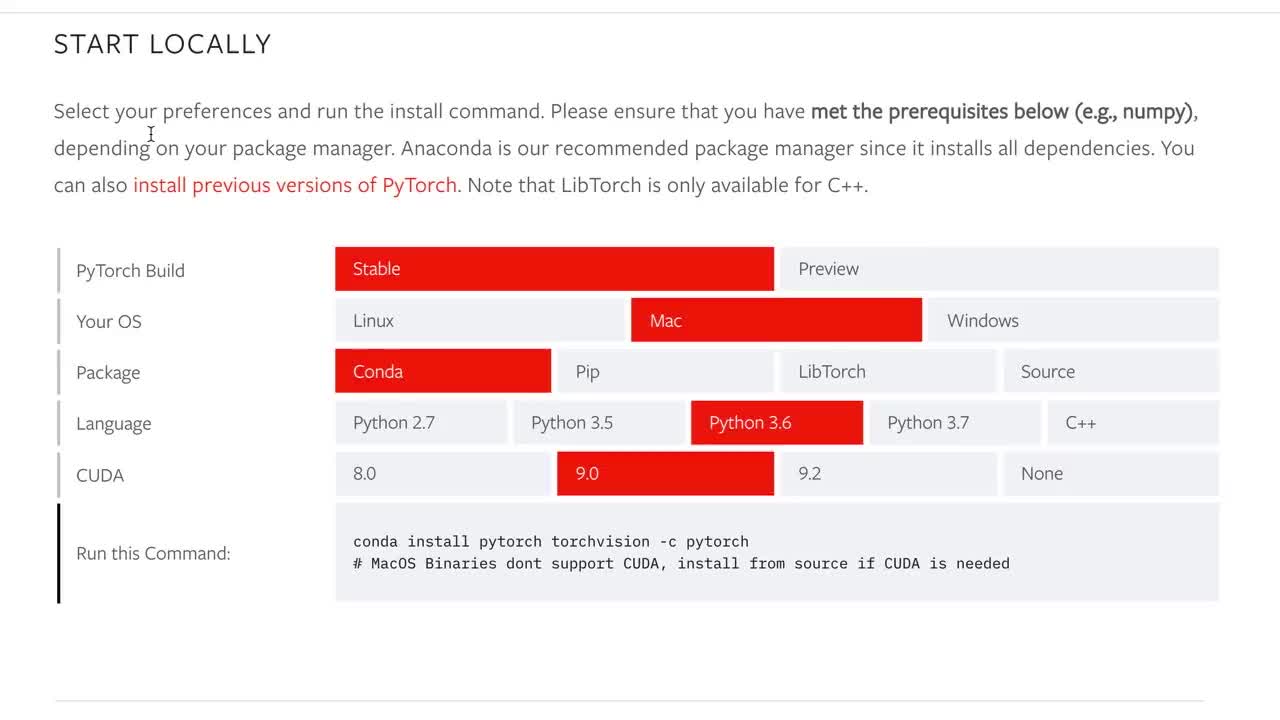 START LOCALLY
Select your preferences and run the install command. Please ensure that you have met the prerequisites below (e.g., numpy),
depending on your package manager. Anaconda is our recommended package manager since it installs all dependencies. You
can also install previous versions of PyTorch. Note that LibTorch is only available for C++.
PyTorch Build Stable Preview
Your OS Linux Mac Windows
Package Conda Pip LibTorch Source
Language Python 2.7 Python 3.5 Python 3.6 Python 3.7 C++
CUDA 8.0 9.0 9.2 None
Run this Command:
conda install pytorch torchvision -c pytorch
# MacOS Binaries dont support CUDA, install from source if CUDA is needed